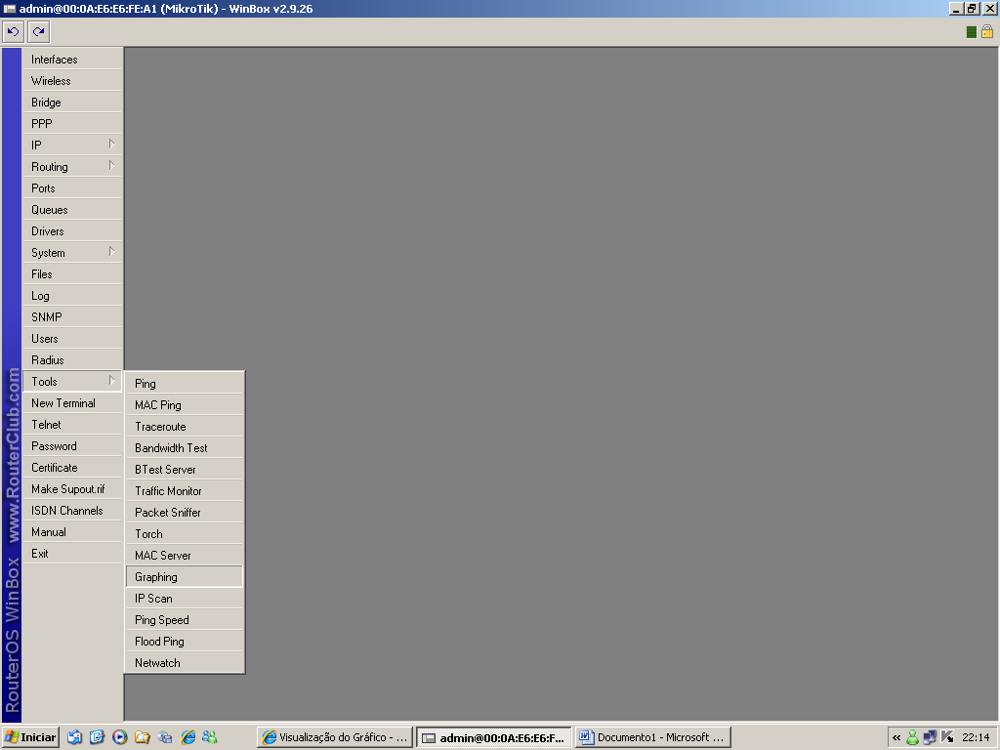 admin@00:0A:E6:E6:FE:A1 (MikroTik) - WinBox v2.9.26
Interfaces
Wireless
Bridge
PPP
IP
Routing
Ports
Queues
Drivers
System
Files
Log
SNMP
Users
Radius
Tools
New Terminal
Telnet
Password
Certificate
Make Supout.rif
ISDN Channels
Manual
Exit
Ping
MAC Ping
Traceroute
Bandwidth Test
BTest Server
Traffic Monitor
Packet Sniffer
Torch
MAC Server
Graphing
IP Scan
Ping Speed
Flood Ping
Netwatch
RouterOS WinBox www.RouterClub.com
Iniciar
Visualização do Gráfico - ...
admin@00:0A:E6:E6:F...
Documento1 - Microsoft ...
«
22:14